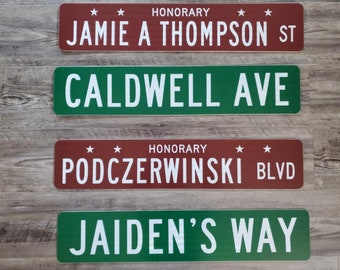 HONORARY
JAMIE A THOMPSON ST
CALDWELL AVE
HONORARY
PODCZERWINSKI BLVD
JAIDEN'S WAY